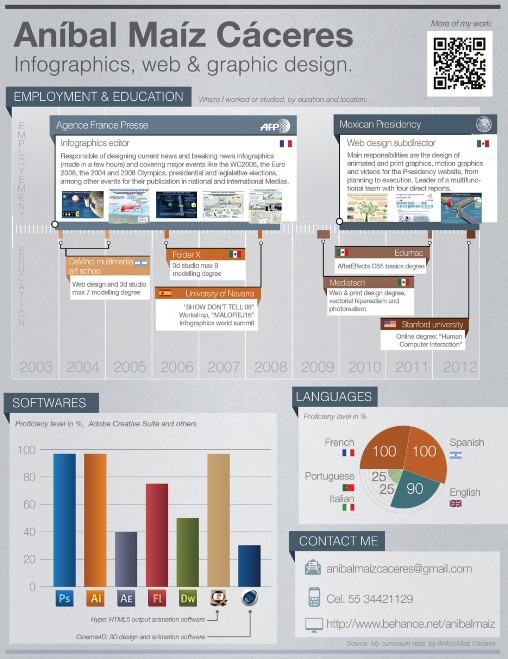 More of my work:
Aníbal Maíz Cáceres
Infographics, web & graphic design.
EMPLOYMENT & EDUCATION
Where I worked or studied, by duration and location.
EMPLOYEMENT
Agence France Presse
AFP
Infographics editor
Responsible of designing current news and breaking news infographics
(made in a few hours) and covering major events like the WC2006, the Euro
2008, the 2004 and 2008 Olympics, presidential and legislative elections,
among other events for their publication in national and international Medias.
Mexican Presidency
Web design subdirector
Main responsibilities are the design of
animated and print graphics, motion graphics
and videos for the Presidency website, from
planning to execution. Leader of a multifunc-
tional team with four direct reports.
EDUCATION
DaVinci multimedia
art school
Web design and 3d studio
max 7 modelling degree
Folder X
3d studio max 9
modelling degree
University of Navarra
"SHOW DON'T TELL 08"
Workshop, "MALOFIEJ16"
infographics world summit
Edumac
AfterEffects CS5 basics degree
Mediatech
Web & print design degree,
vectorial hiperealism and
photorealism.
Stanford university
Online degree: "Human
Computer Interaction"
2003 2004 2005 2006 2007 2008 2009 2010 2011 2012
SOFTWARES
Proficieny level in %, Adobe Creative Suite and others
100
80
60
40
20
0
Ps Ai AE Fl Dw
Hype: HTML5 output animation software
Cinema4D: 3D design and animation software
LANGUAGES
Proficieny level in %
French
100
100
Spanish
Portuguese
25
Italian
25
90
English
CONTACT ME
anibalmaizcaceres@gmail.com
Cel. 55 34421129
http://www.behance.net/anibalmaiz
Source: My curriculum vitae, by Aníbal Maíz Cáceres